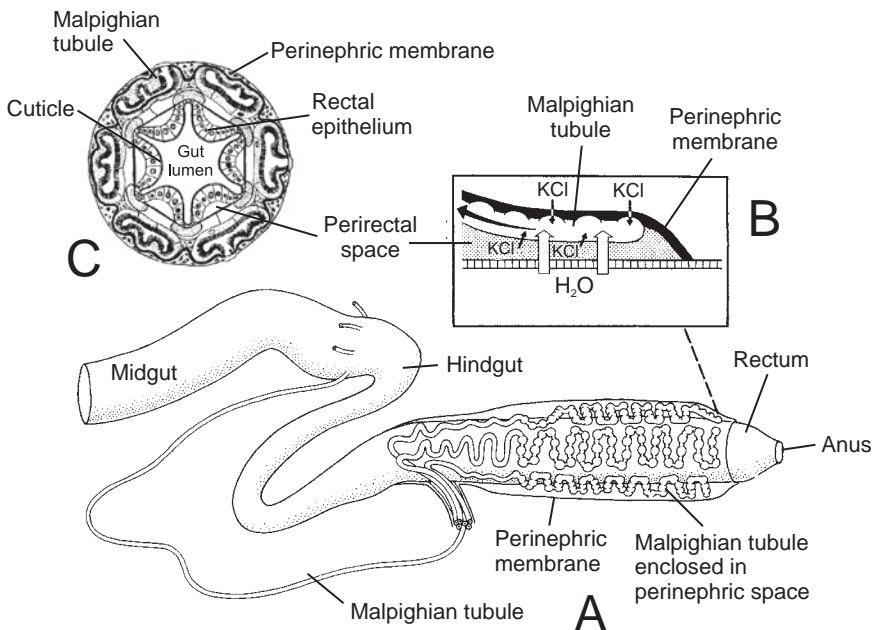 Malpighian
tubule
Perinephric membrane
Cuticle
Rectal
epithelium
Gut
lumen
Perirectal
space
C
Malpighian
tubule
Perinephric
membrane
KCl
KCl
KCl
KCl
H₂O
B
Midgut
Hindgut
Rectum
Anus
Perinephric
membrane
Malpighian tubule
enclosed in
perinephric space
Malpighian tubule
A